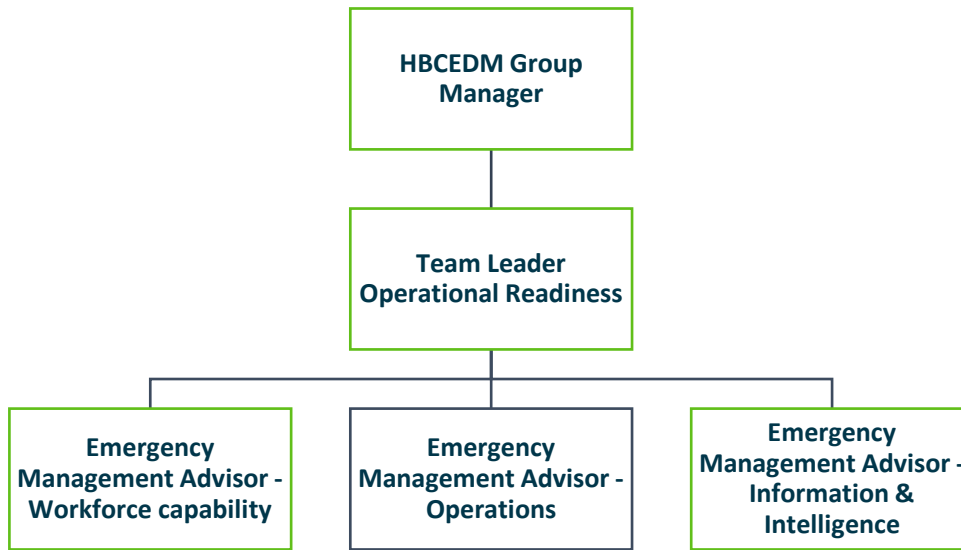 HBCEDM Group
Manager
Team Leader
Operational Readiness
Emergency
Management Advisor -
Workforce capability
Emergency
Management Advisor -
Operations
Emergency
Management Advisor -
Information &
Intelligence